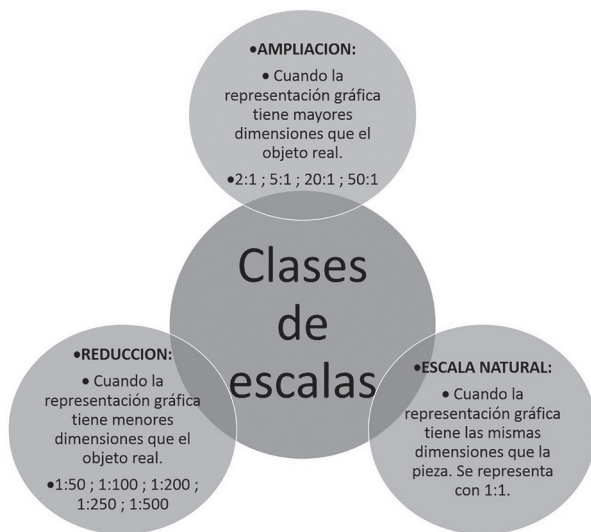 •AMPLIACION:
• Cuando la
representación gráfica
tiene mayores
dimensiones que el
objeto real.
•2:1 ; 5:1 ; 20:1 ; 50:1
Clases
de
escalas
•REDUCCION:
• Cuando la
representación gráfica
tiene menores
dimensiones que el
objeto real.
•1:50 ; 1:100 ; 1:200 ;
1:250 ; 1:500
•ESCALA NATURAL:
• Cuando la
representación gráfica
tiene las mismas
dimensiones que la
pieza. Se representa
con 1:1.